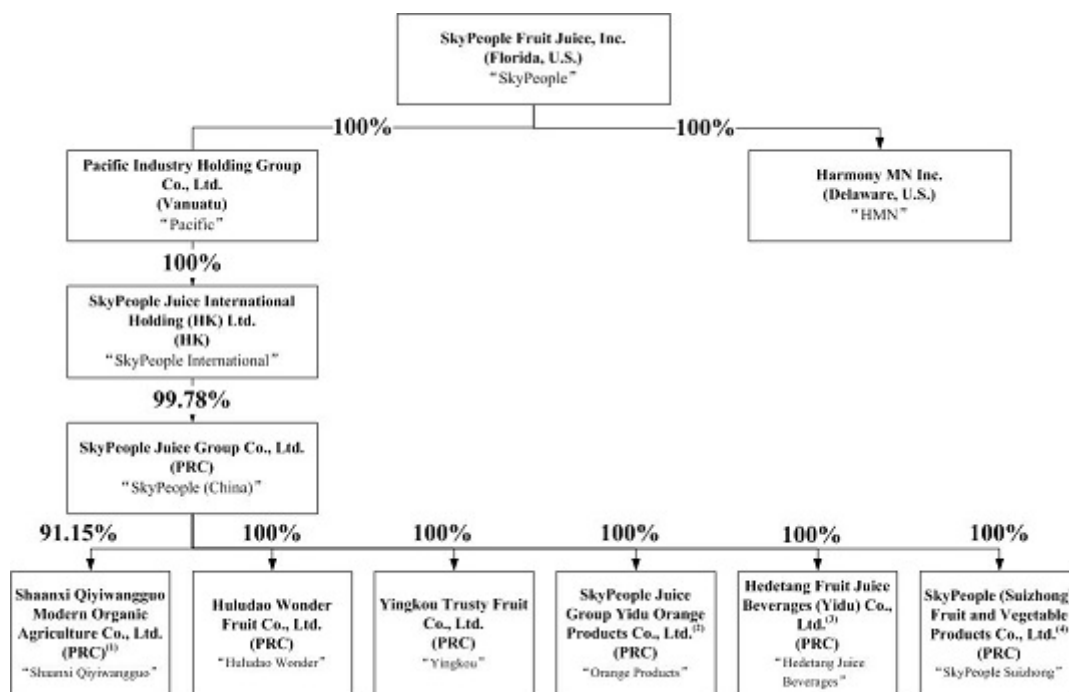 SkyPeople Fruit Juice, Inc.
(Florida, U.S.)
“SkyPeople”
100%
100%
Pacific Industry Holding Group
Co., Ltd.
(Vanuatu)
“Pacific”
Harmony MN Inc.
(Delaware, U.S.)
“HMN”
100%
SkyPeople Juice International
Holding (HK) Ltd.
(HK)
“SkyPeople International”
99.78%
SkyPeople Juice Group Co., Ltd.
(PRC)
“SkyPeople (China)”
91.15%
100%
100%
100%
100%
100%
Shaanxi Qiyiwangguo
Modern Organic
Agriculture Co., Ltd.
(PRC)(1)
“Shaanxi Qiyiwangguo”
Huludao Wonder
Fruit Co., Ltd.
(PRC)
“Huludao Wonder”
Yingkou Trusty Fruit
Co., Ltd.
(PRC)
“Yingkou”
SkyPeople Juice
Group Yidu Orange
Products Co., Ltd.(2)
(PRC)
“Orange Products”
Hedetang Fruit Juice
Beverages (Yidu) Co.,
Ltd.(3)
(PRC)
“Hedetang Juice
Beverages”
SkyPeople (Suizhong)
Fruit and Vegetable
Products Co., Ltd.(4)
(PRC)
“SkyPeople Suizhong”